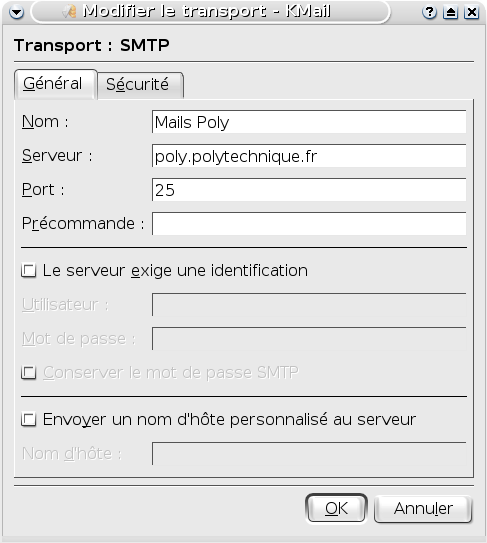 Modifier le transport - KMail
Transport : SMTP
Général Sécurité
Nom : Mails Poly
Serveur : poly.polytechnique.fr
Port : 25
Précommande :
Le serveur exige une identification
Utilisateur :
Mot de passe :
Conserver le mot de passe SMTP
Envoyer un nom d'hôte personnalisé au serveur
Nom d'hôte :
OK Annuler